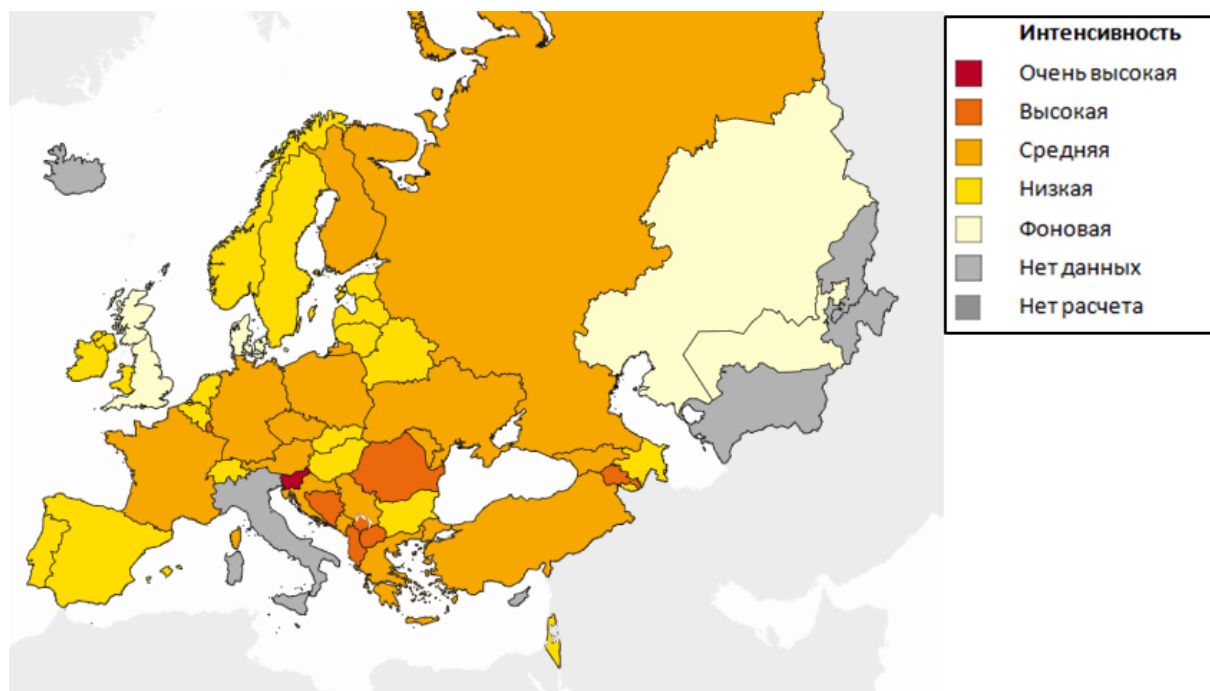 Интенсивность
Очень высокая
Высокая
Средняя
Низкая
Фоновая
Нет данных
Нет расчета